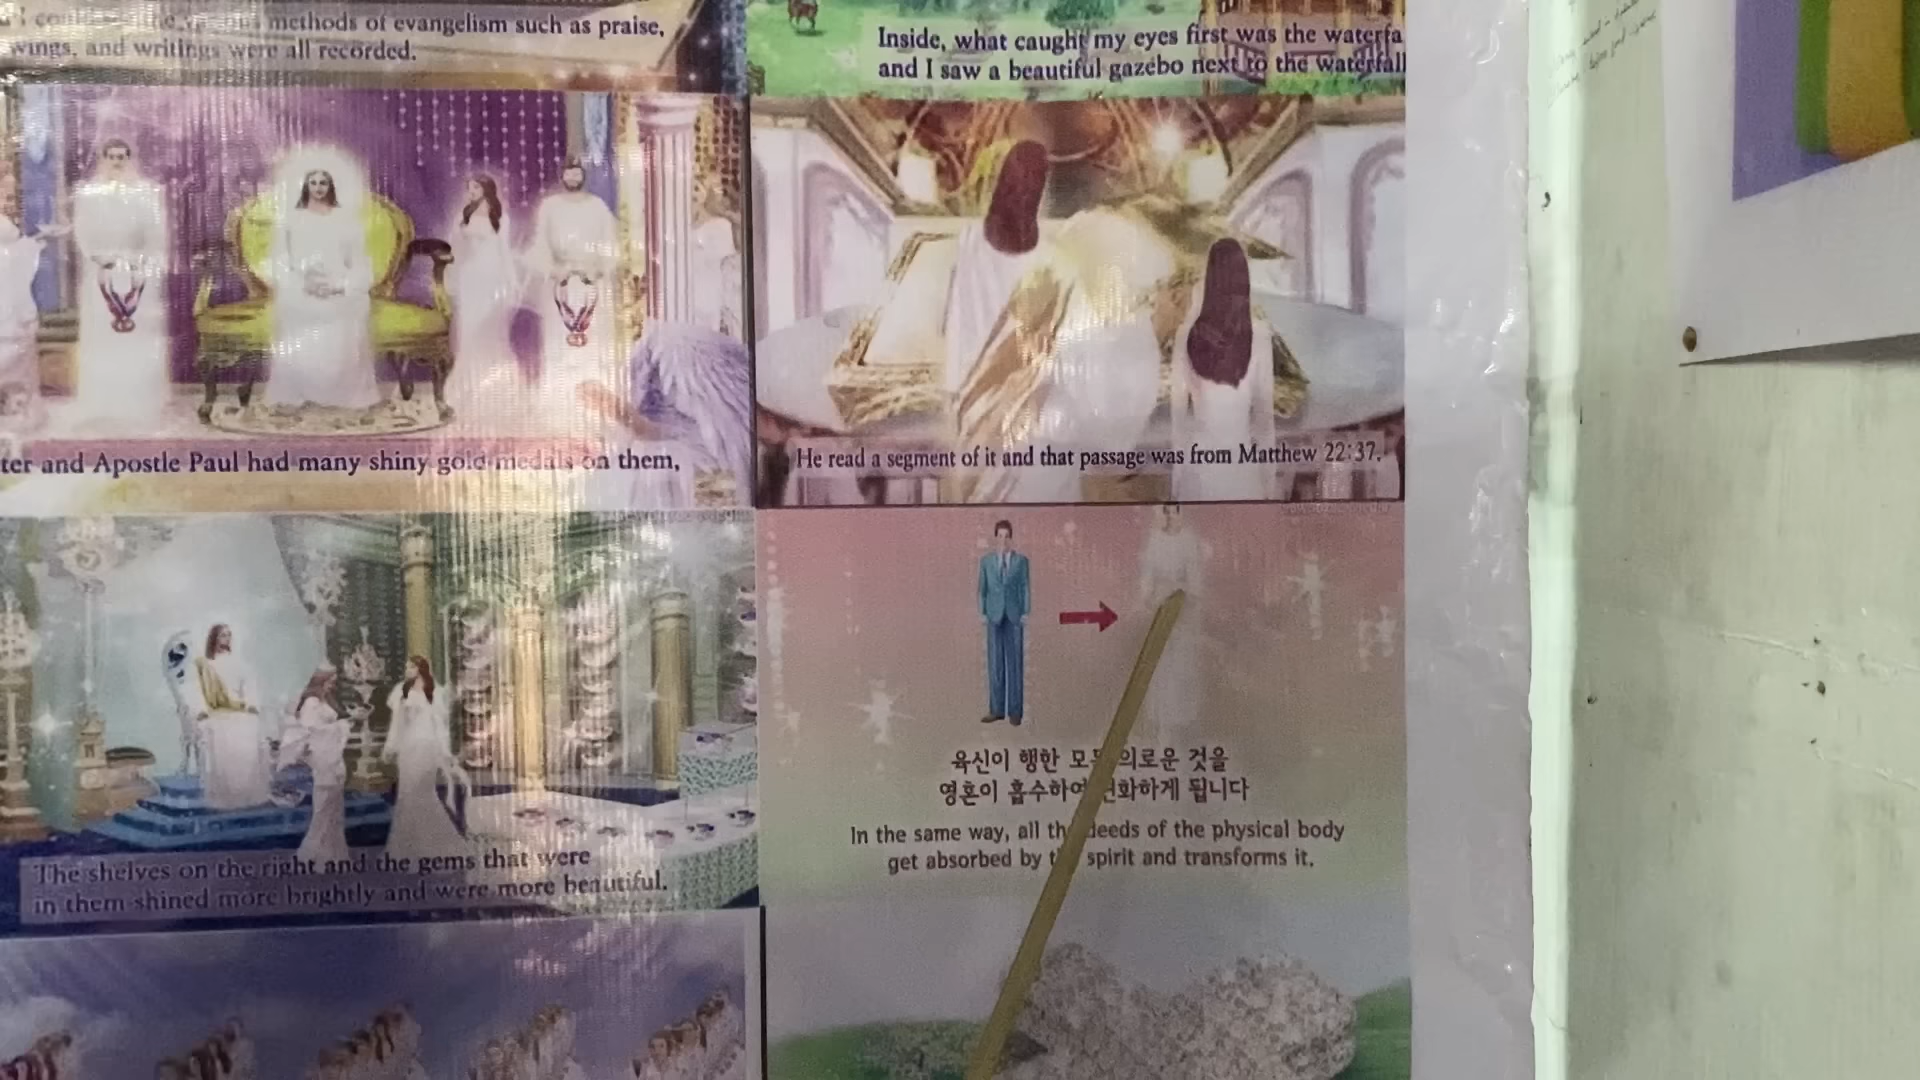 methods of evangelism such as praise,
wings, and writings were all recorded.
Inside, what caught my eyes first was the waterfa
and I saw a beautiful gazebo next to the waterfall
ter and Apostle Paul had many shiny gold medals on them,
He read a segment of it and that passage was from Matthew 22:37.
The shelves on the right and the gems that were
in them shined more brightly and were more beautiful.
육신이 행한 의로운 것을
영혼이 흡수하여 됩니다
In the same way, all deeds of the physical body
get absorbed by spirit and transforms it.